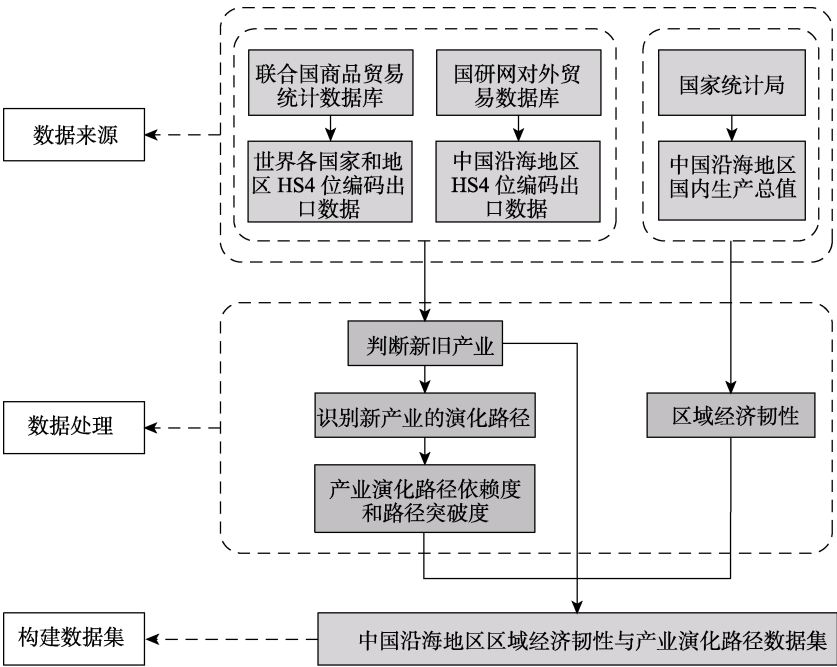 联合国商品贸易
统计数据库
国研网对外贸
易数据库
国家统计局
数据来源
世界各国家和地
区 HS4 位编码出
口数据
中国沿海地区
HS4 位编码出
口数据
中国沿海地区
国内生产总值
判断新旧产业
数据处理
识别新产业的演化路径
区域经济韧性
产业演化路径依赖度
和路径突破度
构建数据集
中国沿海地区区域经济韧性与产业演化路径数据集